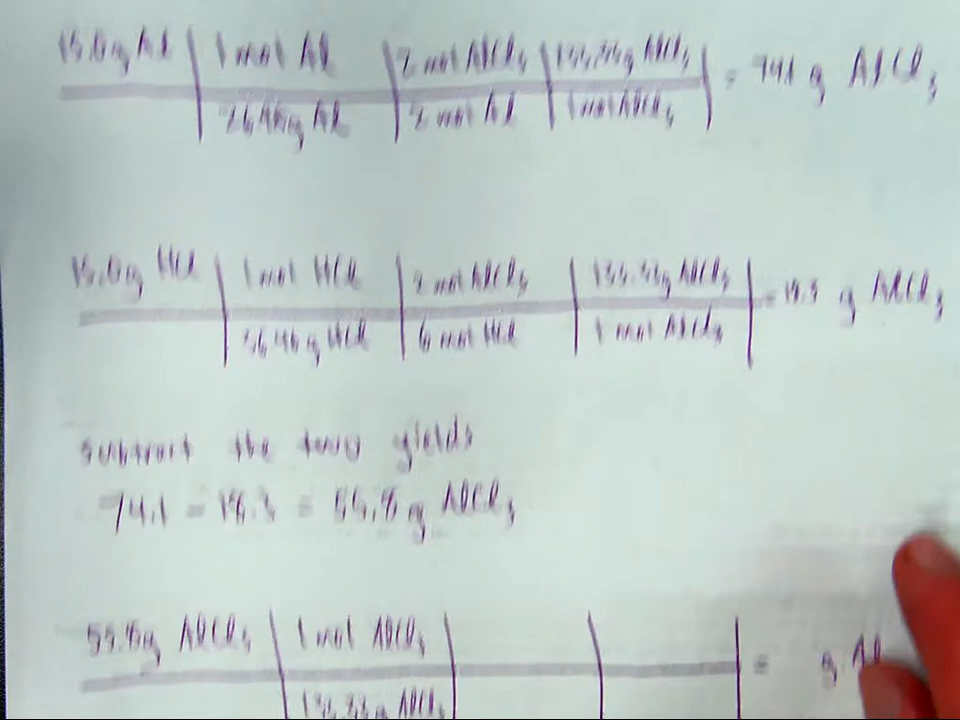 15.0g Al | 1 mol Al | 2 mol AlCl3 | 133.33g AlCl3 | = 74.1 g AlCl3
26.98g Al | 2 mol Al | 1 mol AlCl3
15.0g HCl | 1 mol HCl | 2 mol AlCl3 | 133.33g AlCl3 | = 18.3 g AlCl3
36.46g HCl | 6 mol HCl | 1 mol AlCl3
subtract the two yields
74.1 - 18.3 = 55.8g AlCl3
55.8g AlCl3 | 1 mol AlCl3 | = g Al
133.33g AlCl3